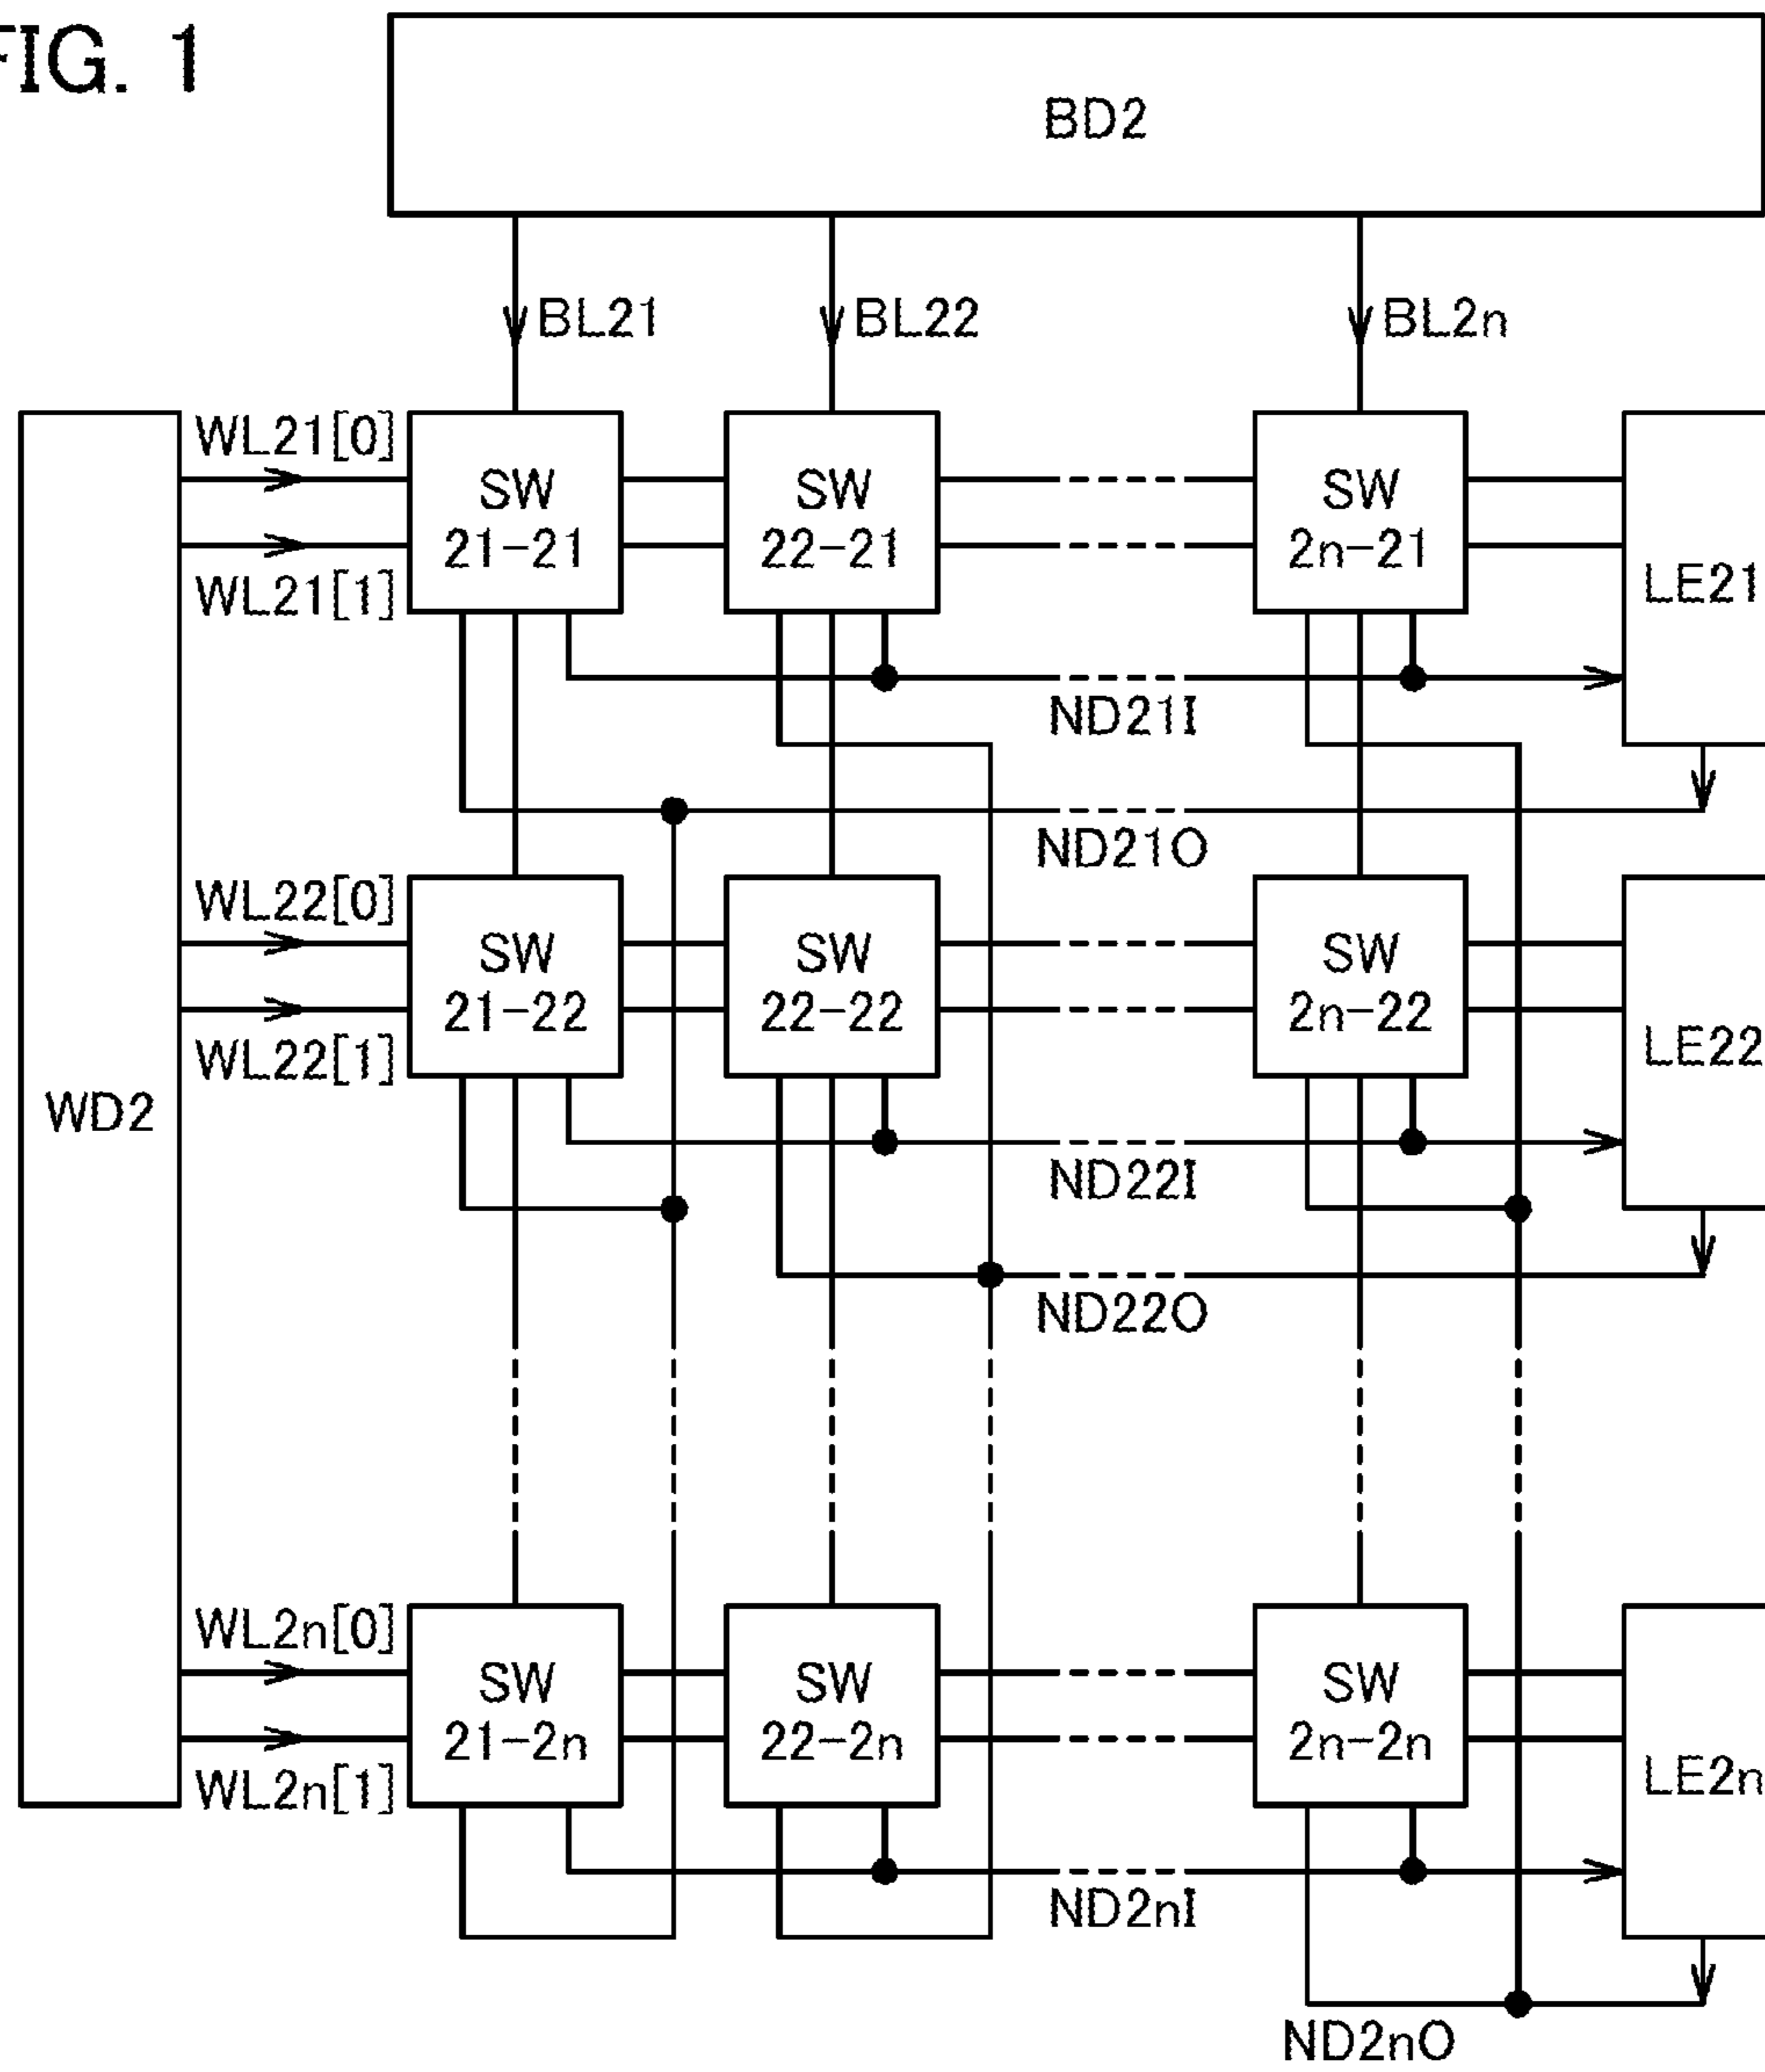 FIG. 1
BD2
BL21
BL22
BL2n
WL21[0]
WL21[1]
SW
21-21
SW
22-21
SW
2n-21
LE21
ND21I
ND21O
WD2
WL22[0]
WL22[1]
SW
21-22
SW
22-22
SW
2n-22
LE22
ND22I
ND22O
WL2n[0]
WL2n[1]
SW
21-2n
SW
22-2n
SW
2n-2n
LE2n
ND2nI
ND2nO